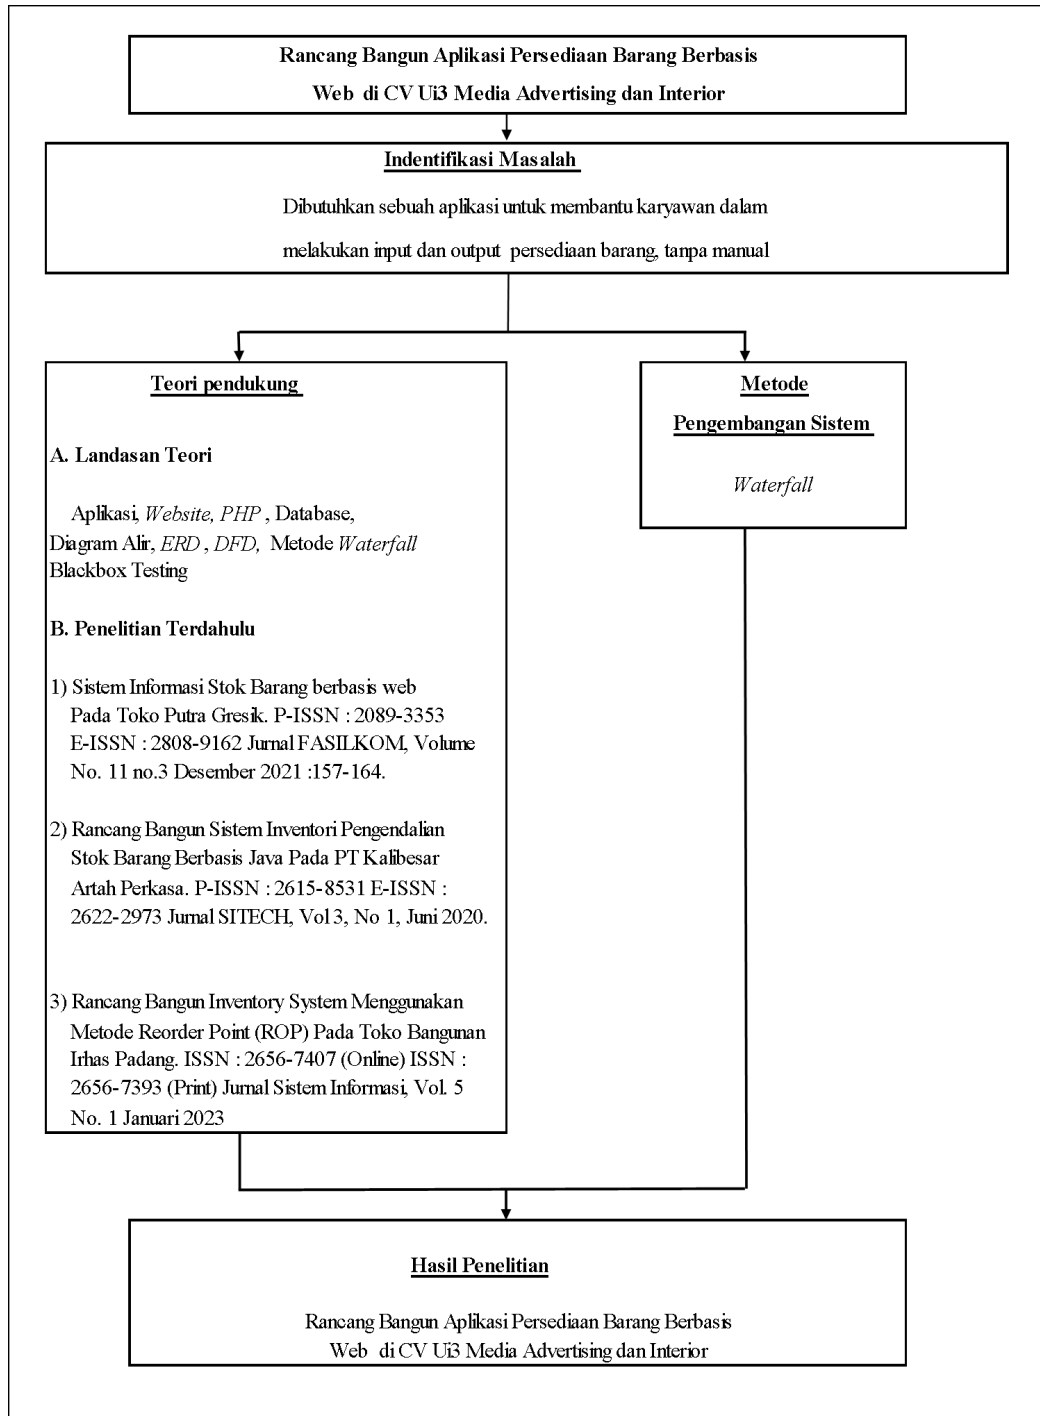 Rancang Bangun Aplikasi Persediaan Barang Berbasis
Web di CV Ui3 Media Advertising dan Interior
Indentifikasi Masalah
Dibutuhkan sebuah aplikasi untuk membantu karyawan dalam
melakukan input dan output persediaan barang, tanpa manual
Teori pendukung
A. Landasan Teori
Aplikasi, Website, PHP , Database,
Diagram Alir, ERD , DFD, Metode Waterfall
Blackbox Testing
B. Penelitian Terdahulu
1) Sistem Informasi Stok Barang berbasis web
Pada Toko Putra Gresik. P-ISSN : 2089-3353
E-ISSN : 2808-9162 Jurnal FASILKOM, Volume
No. 11 no.3 Desember 2021 :157-164.
2) Rancang Bangun Sistem Inventori Pengendalian
Stok Barang Berbasis Java Pada PT Kalibesar
Artah Perkasa. P-ISSN : 2615-8531 E-ISSN :
2622-2973 Jurnal SITECH, Vol 3, No 1, Juni 2020.
3) Rancang Bangun Inventory System Menggunakan
Metode Reorder Point (ROP) Pada Toko Bangunan
Irhas Padang. ISSN : 2656-7407 (Online) ISSN :
2656-7393 (Print) Jurnal Sistem Informasi, Vol. 5
No. 1 Januari 2023
Metode
Pengembangan Sistem
Waterfall
Hasil Penelitian
Rancang Bangun Aplikasi Persediaan Barang Berbasis
Web di CV Ui3 Media Advertising dan Interior